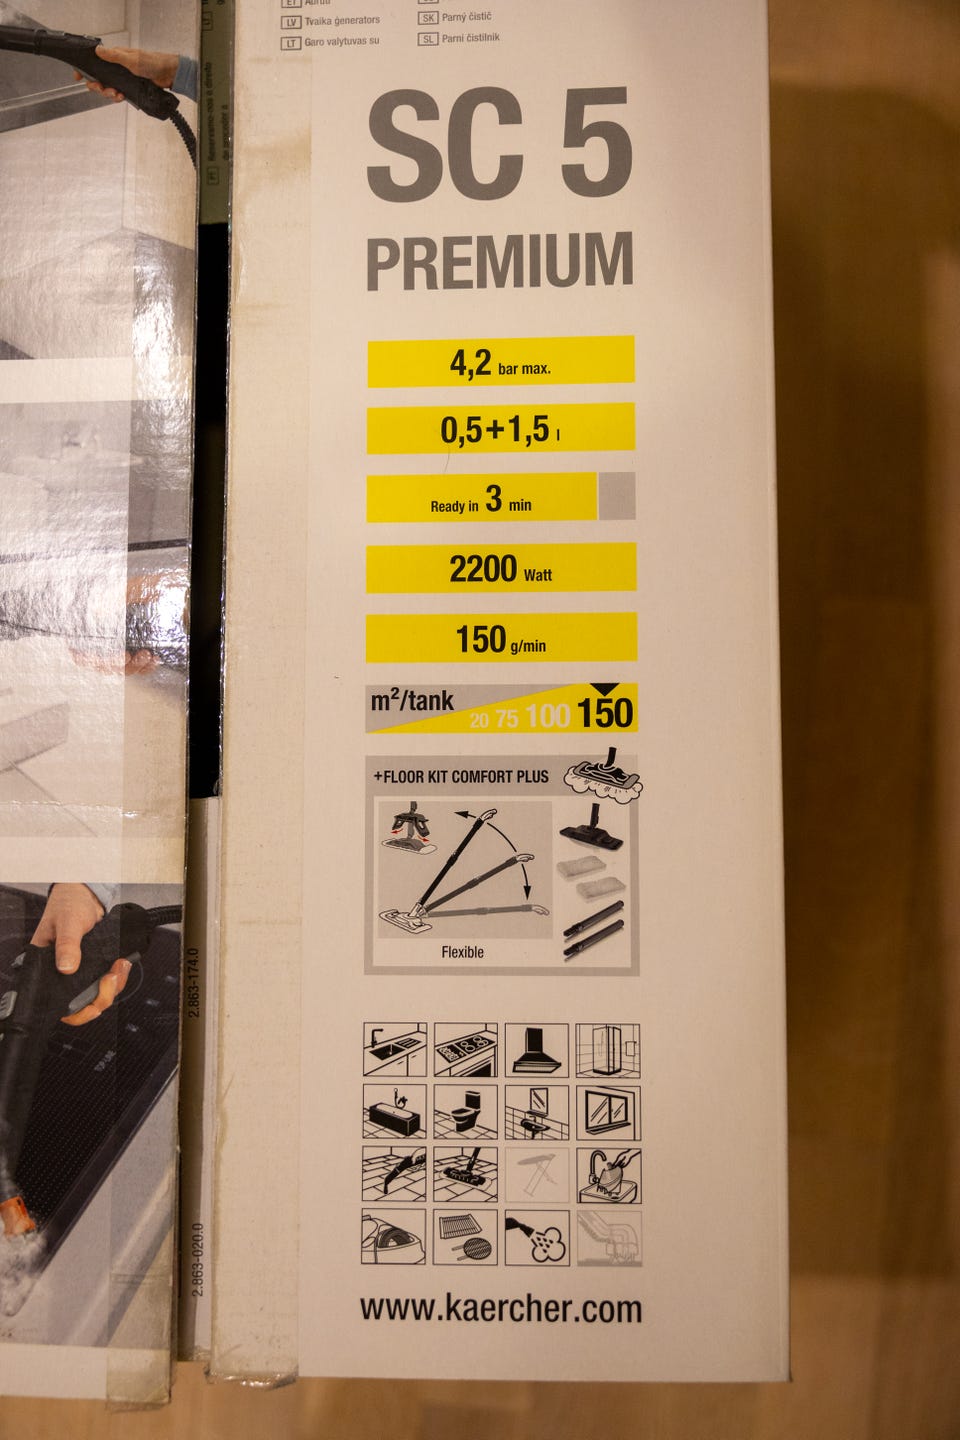 LV Tvaika ģenerators
LT Garo valytuvas su
SK Parný čistič
SL Parni čistilnik
SC 5
PREMIUM
4,2 bar max.
0,5+1,5 l
Ready in 3 min
2200 Watt
150 g/min
m²/tank
20 75 100 150
+FLOOR KIT COMFORT PLUS
Flexible
www.kaercher.com
2.863-174.0
2.863-020.0
PT